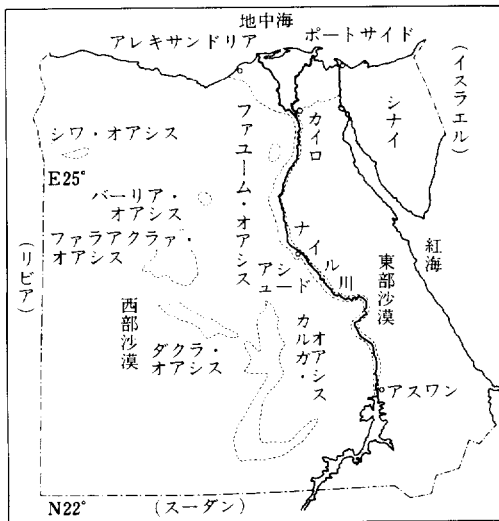 地中海
アレキサンドリア
ポートサイド
(イスラエル)
シナイ
カイロ
シワ・オアシス
ファユーム・オアシス
E25°
バーリア・
オアシス
ファラアクラァ・
オアシス
(リビア)
ナイル川
アシード
ュート
紅海
東部沙漠
西部沙漠
ダクラ・
オアシス
カルガ・
オアシス
アスワン
N22°
(スーダン)